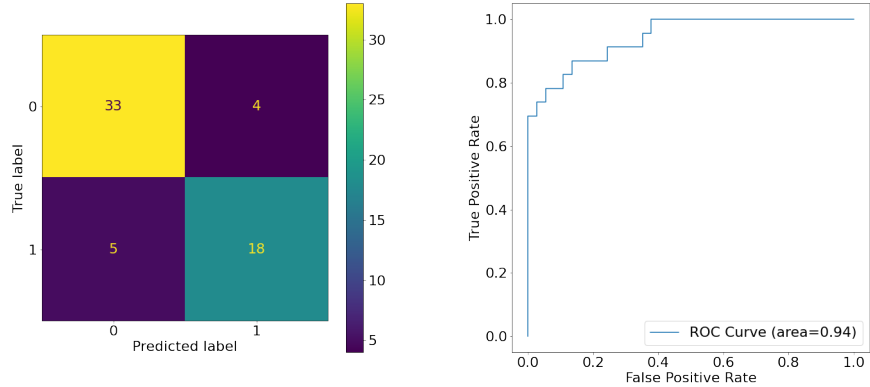 33 4
5 18
0
1
True label
0 1
Predicted label
30
25
20
15
10
5
1.0
0.8
0.6
0.4
0.2
0.0
True Positive Rate
ROC Curve (area=0.94)
0.0 0.2 0.4 0.6 0.8 1.0
False Positive Rate